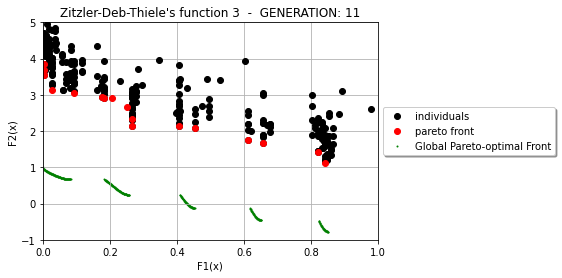 Zitzler-Deb-Thiele's function 3 - GENERATION: 11
F2(x)
5
4
3
2
1
0
−1
0.0 0.2 0.4 0.6 0.8 1.0
F1(x)
individuals
pareto front
Global Pareto-optimal Front